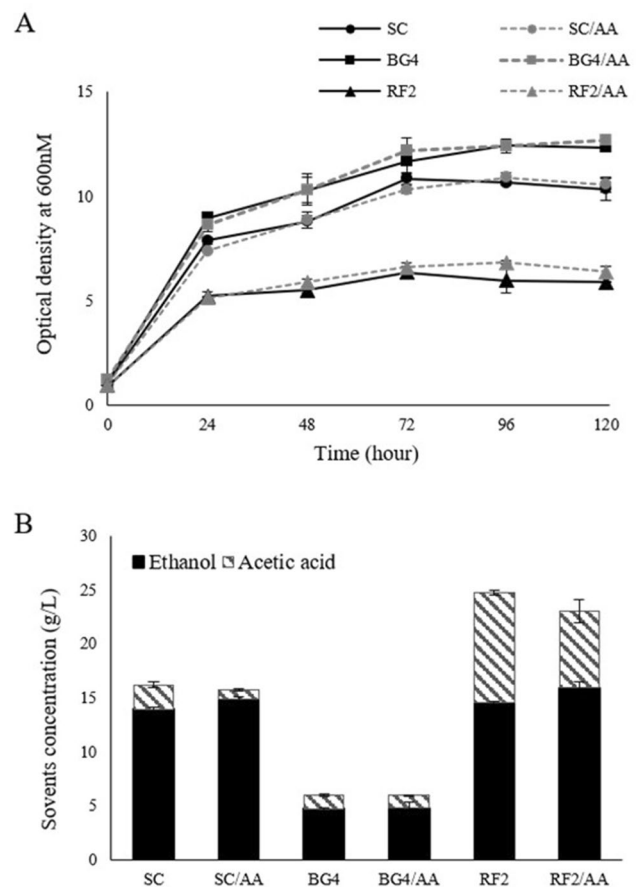 A
SC
SC/AA
BG4
BG4/AA
RF2
RF2/AA
15
10
5
0
Optical density at 600nM
0 24 48 72 96 120
Time (hour)
B
30
25
20
15
10
5
0
Sovents concentration (g/L)
Ethanol Acetic acid
SC SC/AA BG4 BG4/AA RF2 RF2/AA